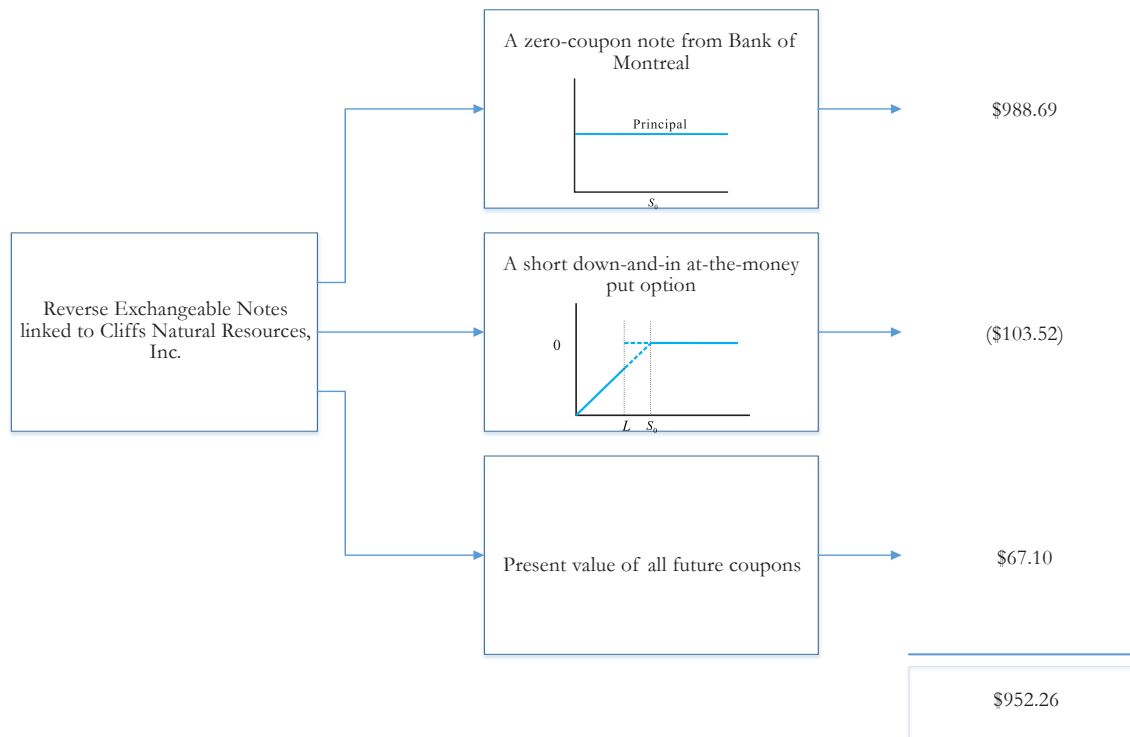 A zero-coupon note from Bank of
Montreal
Principal
S₀
$988.69
Reverse Exchangeable Notes
linked to Cliffs Natural Resources,
Inc.
A short down-and-in at-the-money
put option
0
L S₀
($103.52)
Present value of all future coupons
$67.10
$952.26